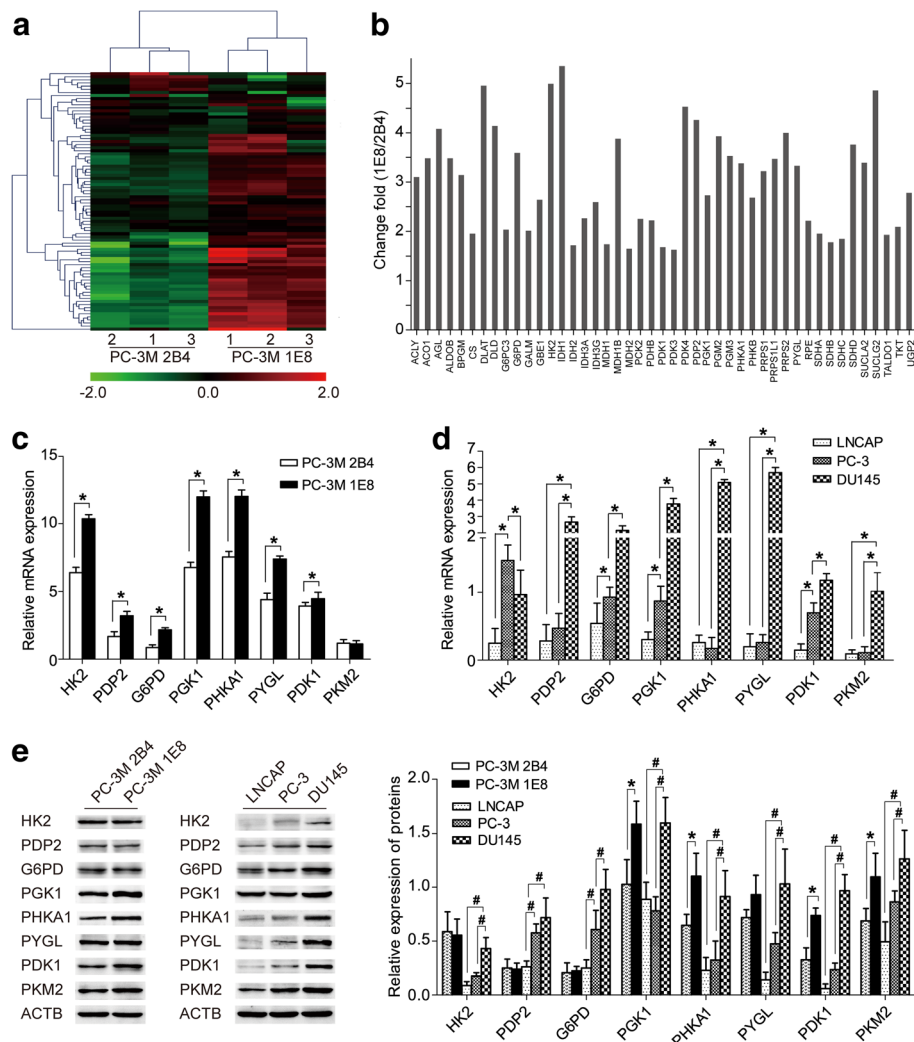 a
2 1 3 1 2 3
PC-3M 2B4 PC-3M 1E8
-2.0 0.0 2.0
b
Change fold (1E8/2B4)
5
4
3
2
1
0
ACLY
ACO1
AGL
ALDOB
BPGM
CS
DLAT
DLD
G6PC3
G6PD
GALM
GBE1
HK2
IDH1
IDH2
IDH3A
IDH3G
MDH1
MDH1B
MDH2
PCK2
PDHB
PDK1
PDK3
PDK4
PDP2
PGK1
PGM2
PGM3
PHKA1
PHKB
PRPS1
PRPS1L1
PRPS2
PYGL
RPE
SDHA
SDHB
SDHC
SDHD
SUCLA2
SUCLG2
TALDO1
TKT
UGP2
c
PC-3M 2B4
PC-3M 1E8
Relative mRNA expression
15
10
5
0
* * * * * * *
HK2 PDP2 G6PD PGK1 PHKA1 PYGL PDK1 PKM2
d
LNCAP
PC-3
DU145
Relative mRNA expression
7
6
5
4
3
2
2
1
0
* * * * * * * * * * * * * * * *
HK2 PDP2 G6PD PGK1 PHKA1 PYGL PDK1 PKM2
e
PC-3M 2B4 PC-3M 1E8
HK2
PDP2
G6PD
PGK1
PHKA1
PYGL
PDK1
PKM2
ACTB
LNCAP PC-3 DU145
HK2
PDP2
G6PD
PGK1
PHKA1
PYGL
PDK1
PKM2
ACTB
PC-3M 2B4
PC-3M 1E8
LNCAP
PC-3
DU145
Relative expression of proteins
2.0
1.5
1.0
0.5
0.0
# # # # # # * # # * # # # # * # # * # #
HK2 PDP2 G6PD PGK1 PHKA1 PYGL PDK1 PKM2